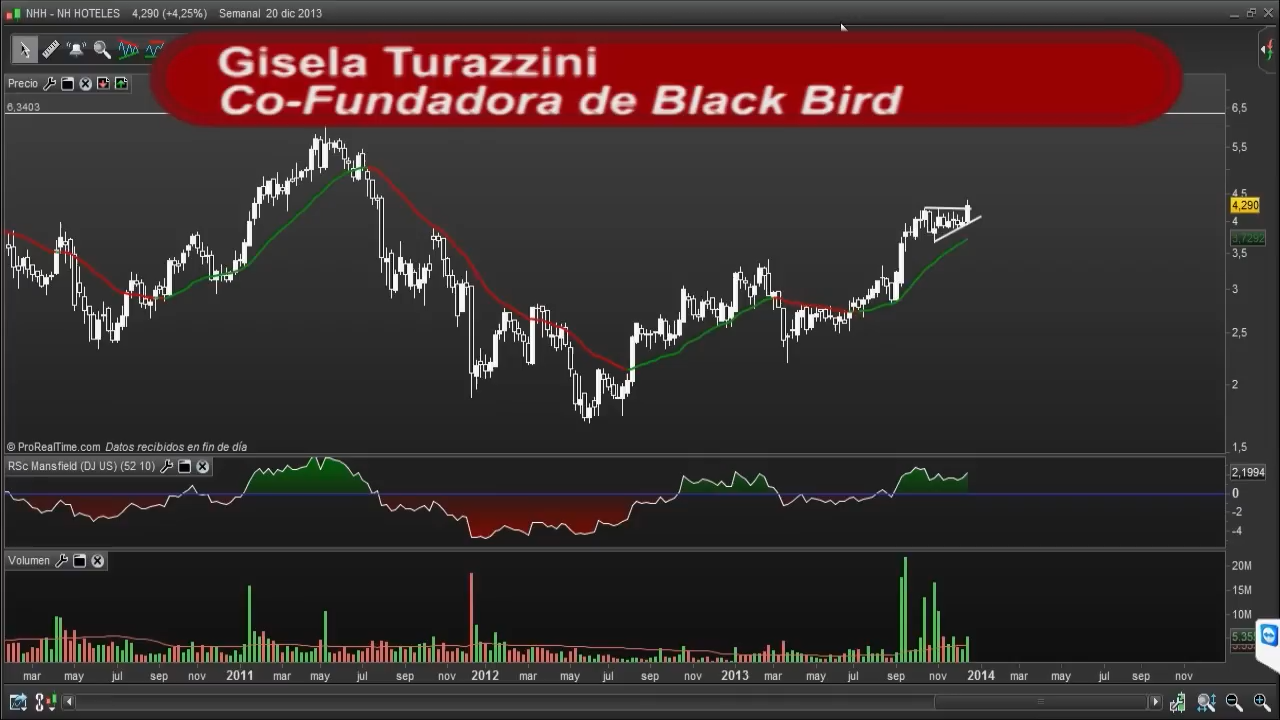 NHH - NH HOTELES 4,290 (+4,25%) Semanal 20 dic 2013
Gisela Turazzini
Co-Fundadora de Black Bird
Precio
6,3403
6,5
5,5
4,5
4,290
4
3,7292
3,5
3
2,5
2
1,5
© ProRealTime.com Datos recibidos en fin de día
RSc Mansfield (DJ US) (52 10)
2,1994
0
-2
-4
Volumen
20M
15M
10M
mar may jul sep nov 2011 mar may jul sep nov 2012 mar may jul sep nov 2013 mar may jul sep nov 2014 mar may jul sep nov